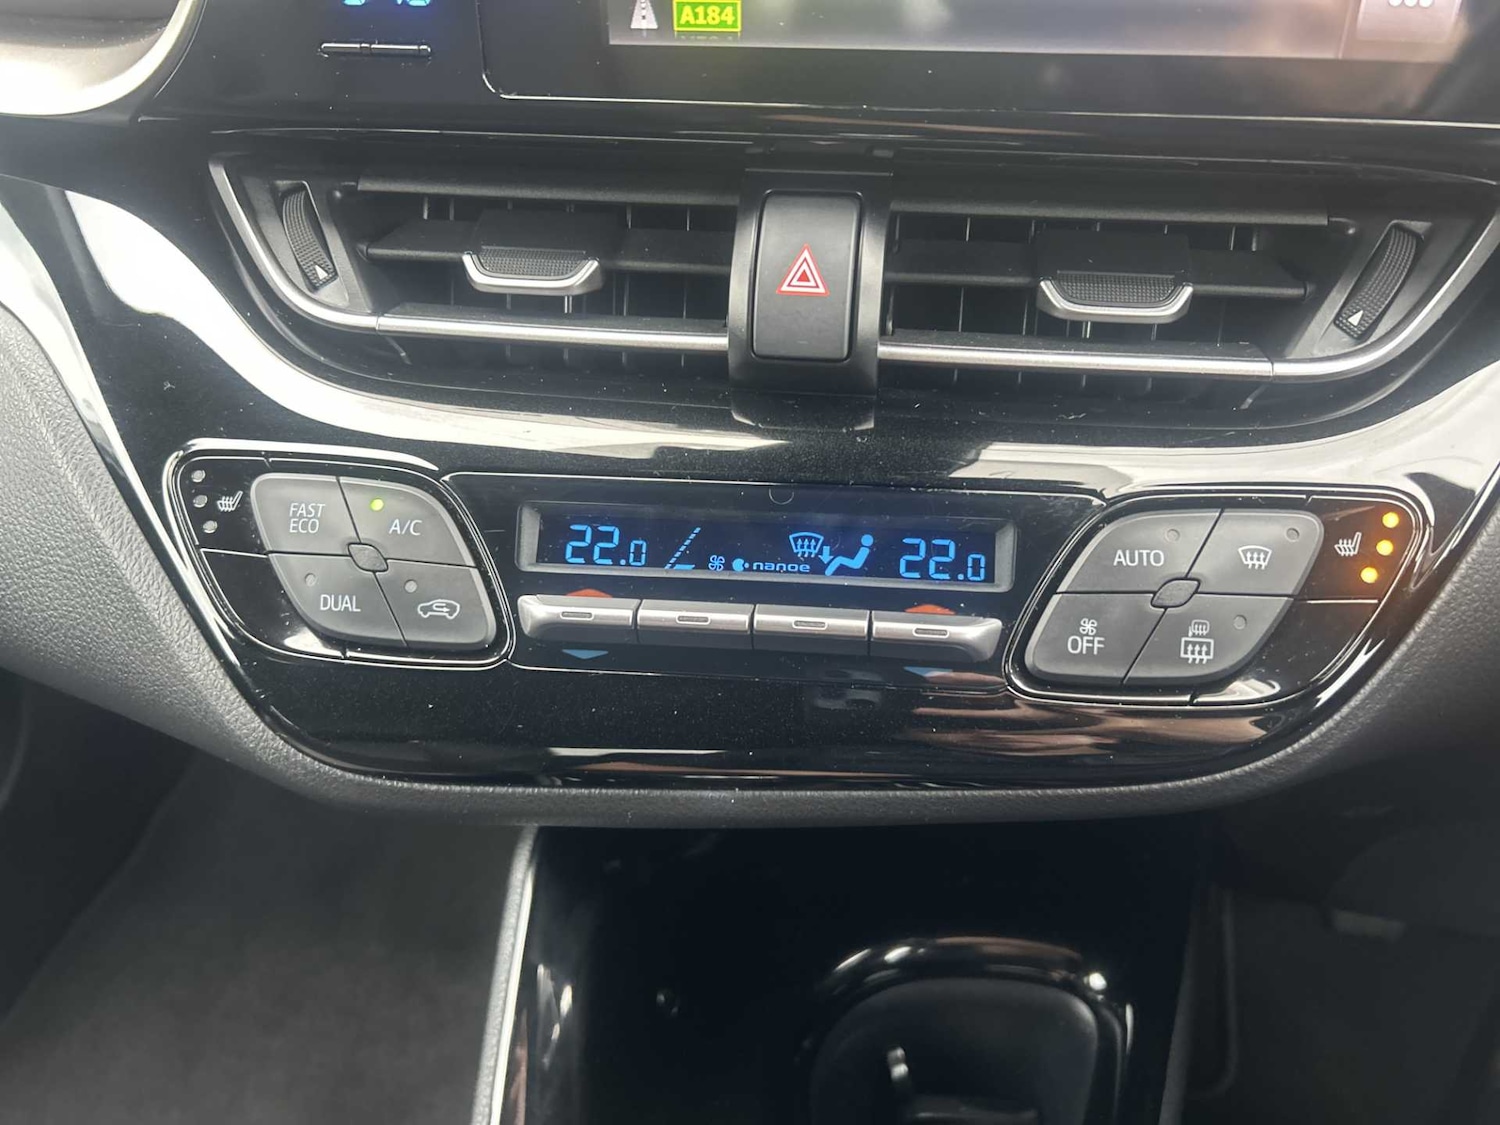 A184
FAST
ECO
A/C
DUAL
22.0
nanoe
22.0
AUTO
OFF